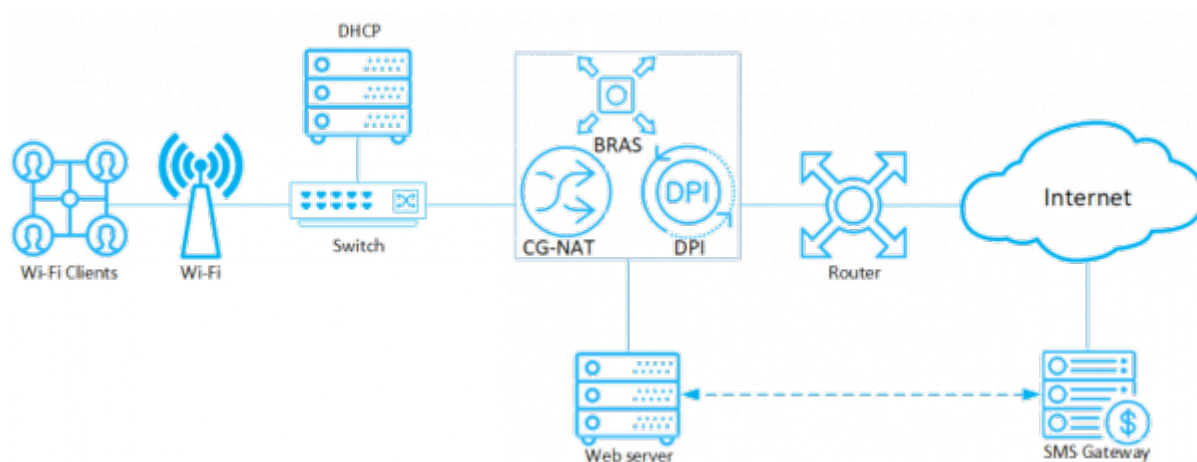 DHCP
BRAS
DPI
Internet
CG-NAT
DPI
Switch
Wi-Fi Clients
Wi-Fi
Router
Web server
$
SMS Gateway